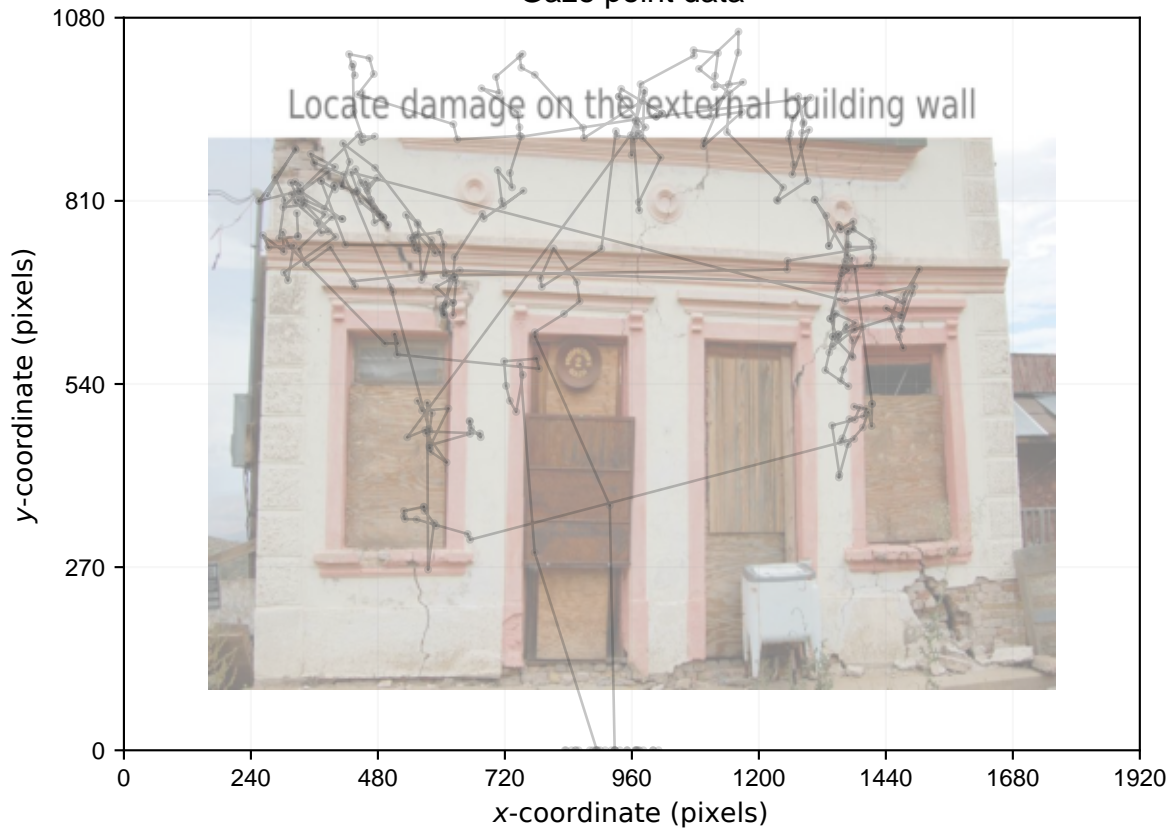 Gaze point data
1080
Locate damage on the external building wall
810
540
270
0
0 240 480 720 960 1200 1440 1680 1920
y-coordinate (pixels)
x-coordinate (pixels)